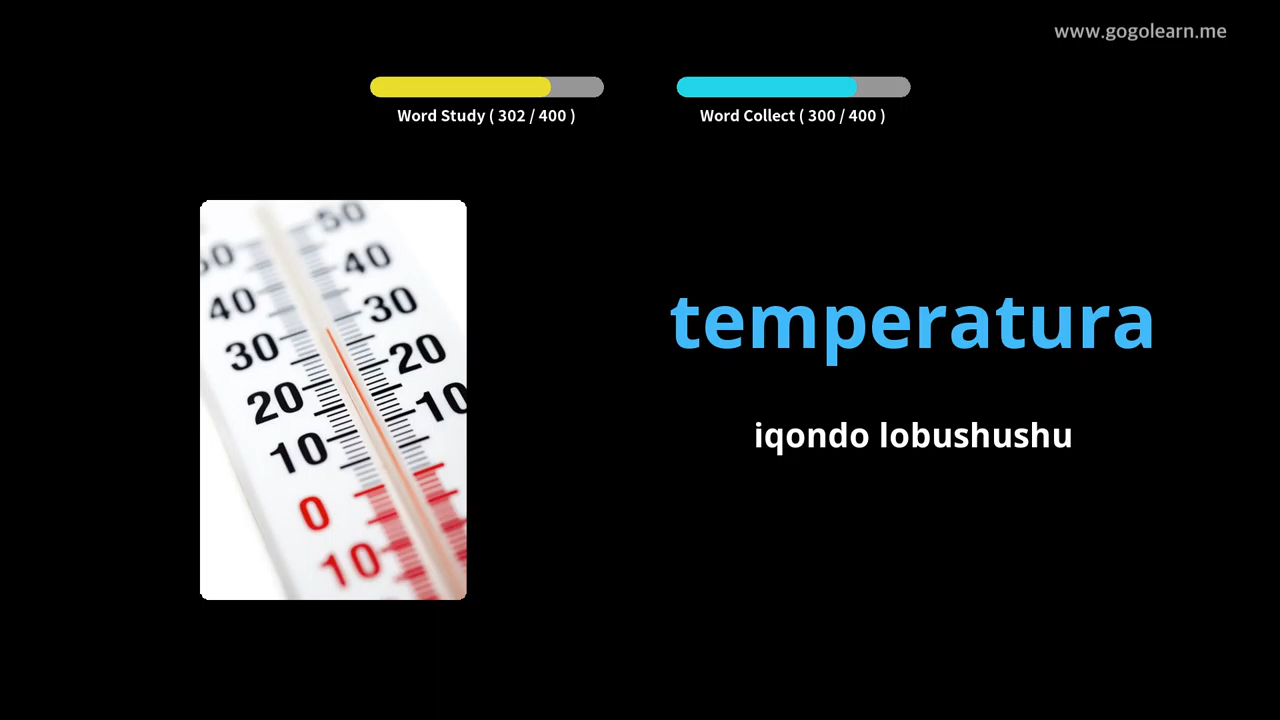 www.gogolearn.me
Word Study ( 302 / 400 )
Word Collect ( 300 / 400 )
50
40
40
30
30
20
20
10
10
0
10
temperatura
iqondo lobushushu